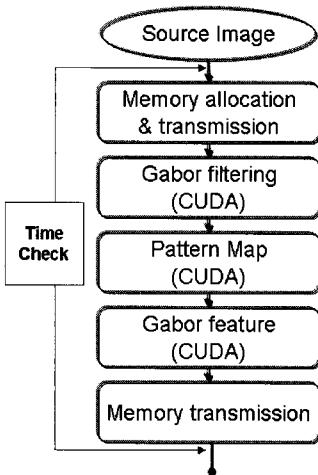 Source Image
Memory allocation
& transmission
Gabor filtering
(CUDA)
Time
Check
Pattern Map
(CUDA)
Gabor feature
(CUDA)
Memory transmission